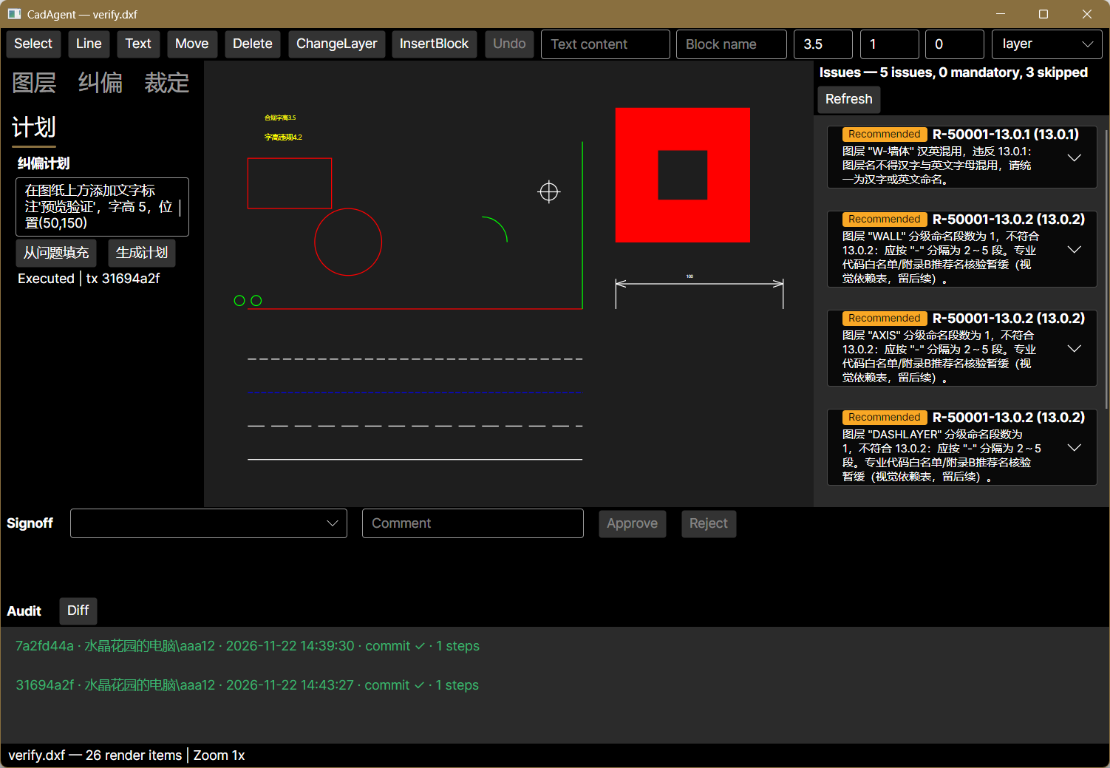 CadAgent — verify.dxf
Select Line Text Move Delete ChangeLayer InsertBlock Undo Text content Block name 3.5 1 0 layer
图层 纠偏 裁定
计划
纠偏计划
在图纸上方添加文字标
注'预览验证'，字高 5，位
置(50,150)
从问题填充 生成计划
Executed | tx 31694a2f
合规字高3.5
字高违规4.2
100
Issues — 5 issues, 0 mandatory, 3 skipped
Refresh
Recommended R-50001-13.0.1 (13.0.1)
图层 "W-墙体" 汉英混用，违反 13.0.1：
图层名不得汉字与英文字母混用，请统
一为汉字或英文命名。
Recommended R-50001-13.0.2 (13.0.2)
图层 "WALL" 分级命名段数为 1，不符合
13.0.2：应按 "-" 分隔为 2～5 段。专业
代码白名单/附录B推荐名核验暂缓（视
觉依赖表，留后续）。
Recommended R-50001-13.0.2 (13.0.2)
图层 "AXIS" 分级命名段数为 1，不符合
13.0.2：应按 "-" 分隔为 2～5 段。专业
代码白名单/附录B推荐名核验暂缓（视
觉依赖表，留后续）。
Recommended R-50001-13.0.2 (13.0.2)
图层 "DASHLAYER" 分级命名段数为
1，不符合 13.0.2：应按 "-" 分隔为 2～5
段。专业代码白名单/附录B推荐名核验
暂缓（视觉依赖表，留后续）。
Signoff Comment Approve Reject
Audit Diff
7a2fd44a · 水晶花园的电脑\aaa12 · 2026-11-22 14:39:30 · commit ✓ · 1 steps
31694a2f · 水晶花园的电脑\aaa12 · 2026-11-22 14:43:27 · commit ✓ · 1 steps
verify.dxf — 26 render items | Zoom 1x